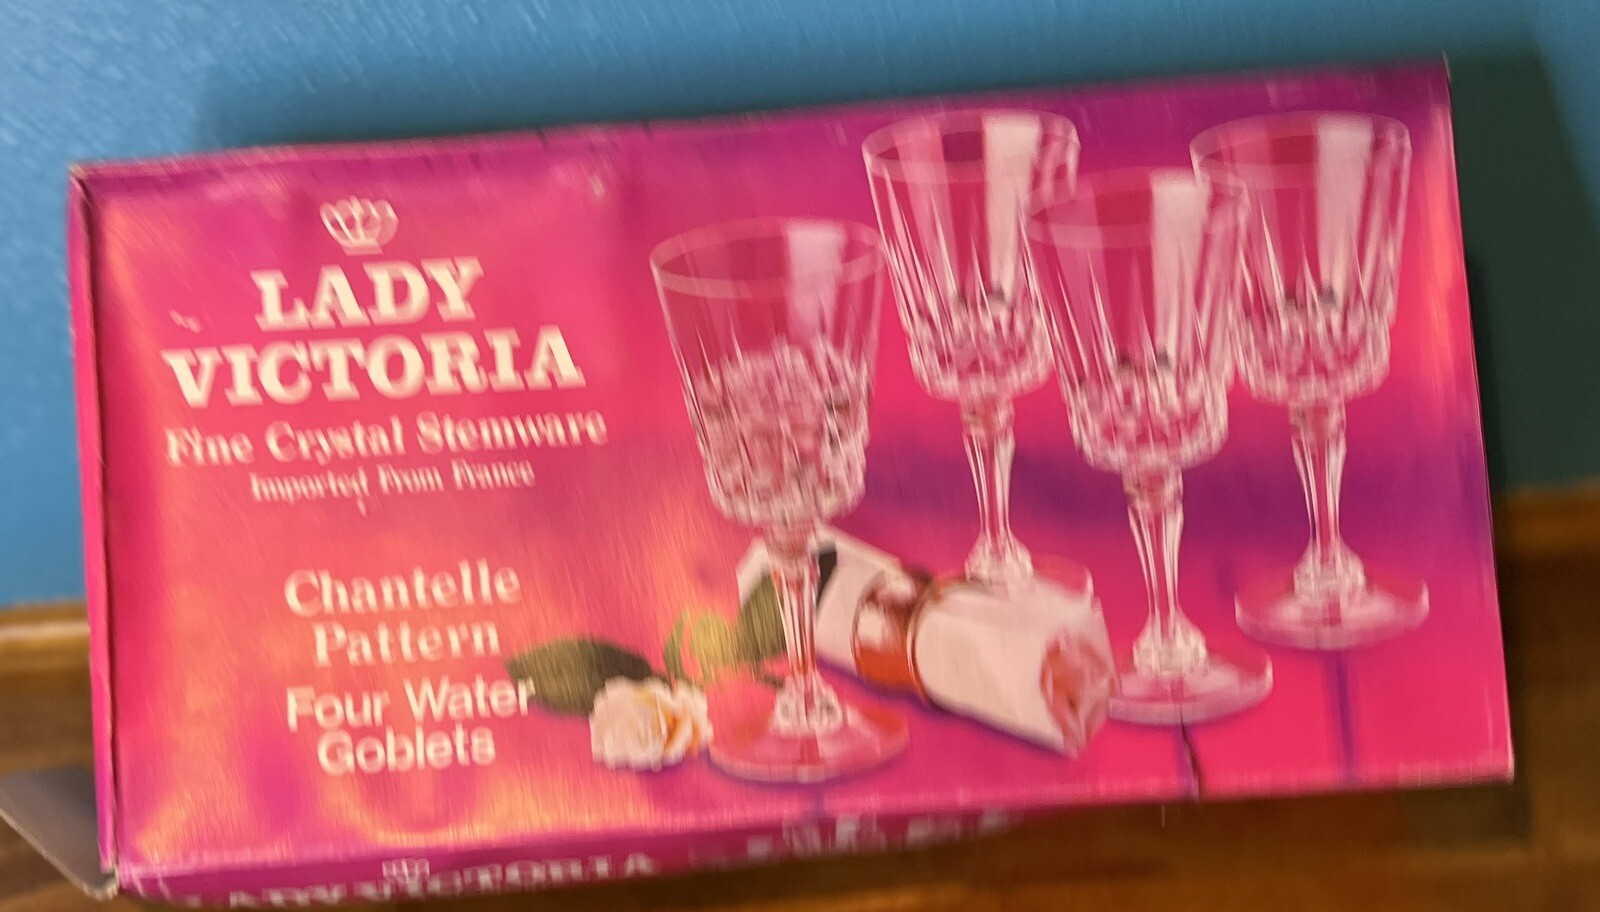 LADY
VICTORIA
Fine Crystal Stemware
Imported From France
Chantelle
Pattern
Four Water
Goblets
LADY VICTORIA